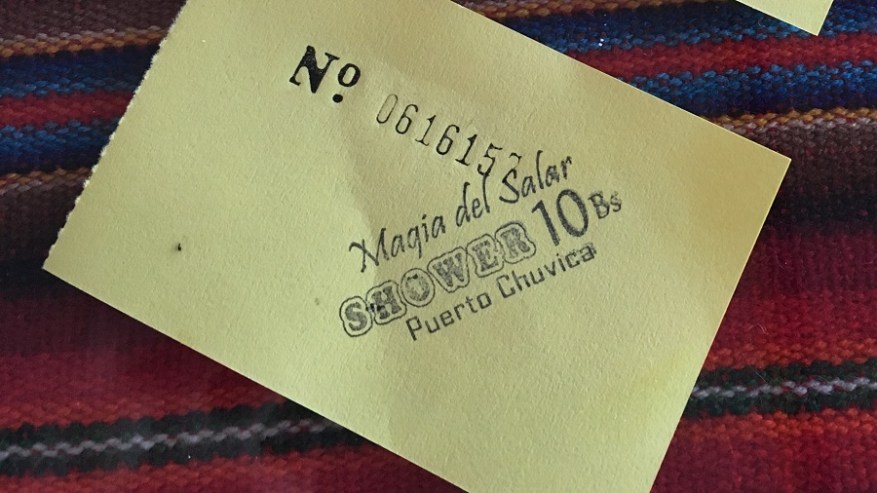 Nº 0616157
Magia del Salar
SHOWER 10 Bs
Puerto Chuvica